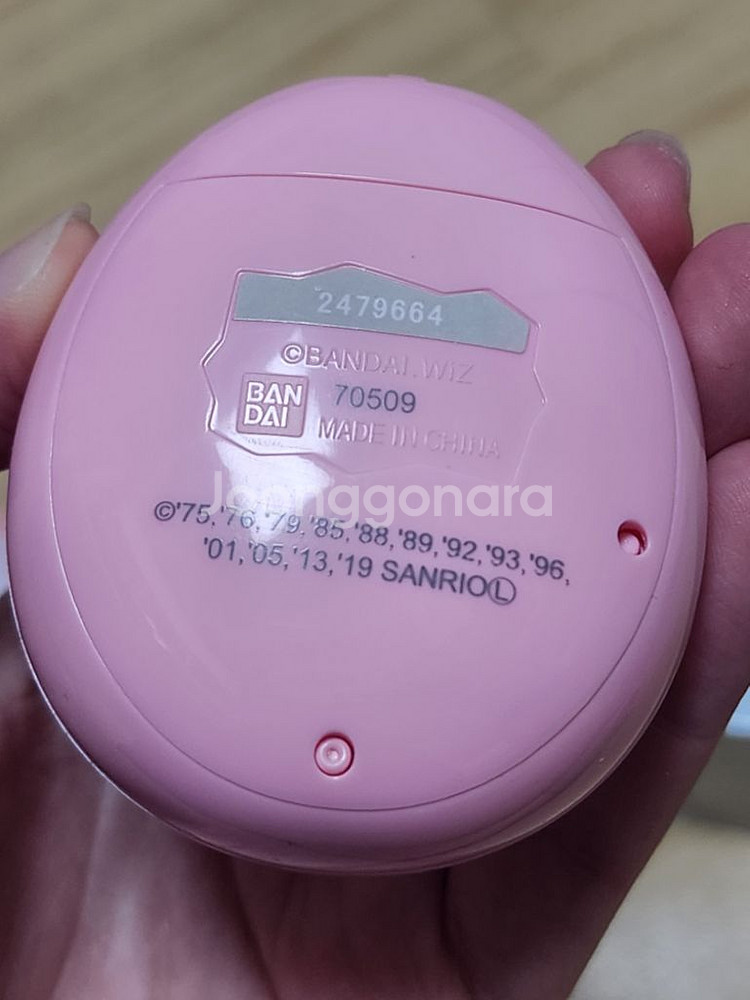 2479664
©BANDAI.WIZ
BAN
DAI
70509
MADE IN CHINA
Joonggonara
©'75,'76,'79,'85,'88,'89,'92,'93,'96,
'01,'05,'13,'19 SANRIOⓁ